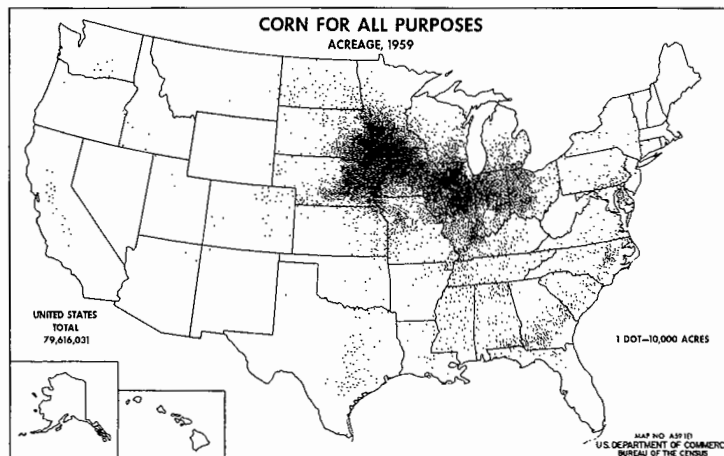 CORN FOR ALL PURPOSES
ACREAGE, 1959
UNITED STATES
TOTAL
79,616,031
1 DOT—10,000 ACRES
MAP NO. A59
U.S. DEPARTMENT OF COMMERC
BUREAU OF THE CENSUS